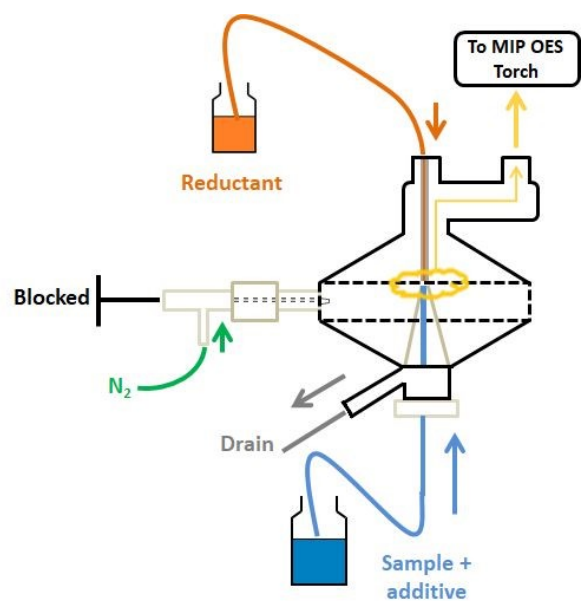 To MIP OES
Torch
Reductant
Blocked
N₂
Drain
Sample +
additive